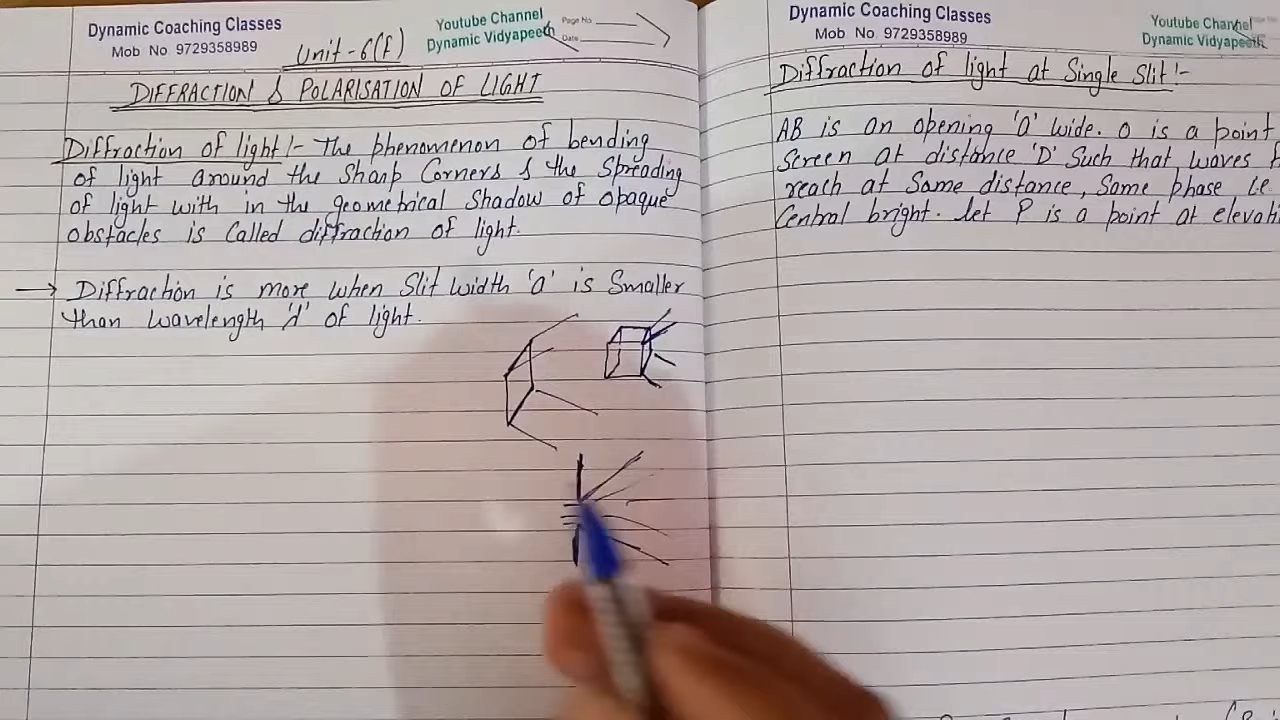 Dynamic Coaching Classes
Mob No 9729358989
Youtube Channel
Dynamic Vidyapeeth
Page No
Date
Unit-6(f)
DIFFRACTION & POLARISATION OF LIGHT
Diffraction of light :- The phenomenon of bending
of light around the Sharp Corners & the Spreading
of light with in the geometrical Shadow of opaque
obstacles is Called diffraction of light.
→ Diffraction is more when Slit width 'a' is Smaller
than wavelength 'λ' of light.
Dynamic Coaching Classes
Mob No 9729358989
Youtube Channel
Dynamic Vidyapeeth
Diffraction of light at Single Slit :-
AB is an opening 'a' wide. O is a point
Screen at distance 'D' Such that waves
reach at Same distance, Same phase i.e.
Central bright. Let P is a point at